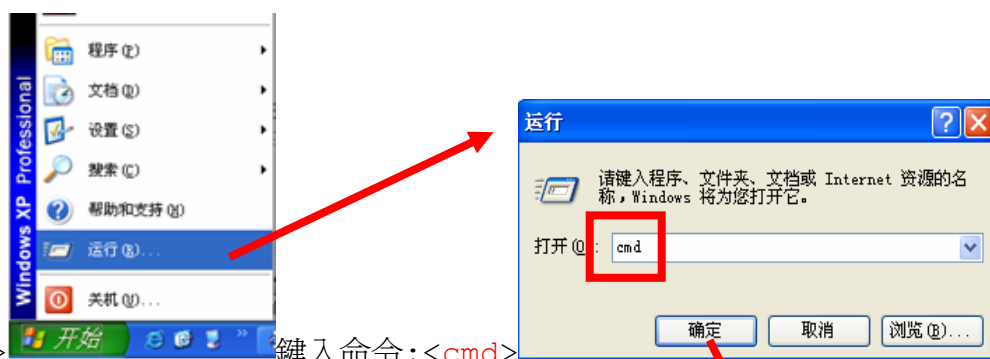 Windows XP Professional
程序(P)
文档(D)
设置(S)
搜索(C)
帮助和支持(H)
运行(R)...
关机(U)...
开始
>
键入命令:<cmd>
运行
请键入程序、文件夹、文档或 Internet 资源的名
称,Windows 将为您打开它。
打开(O):
cmd
确定
取消
浏览(B)...